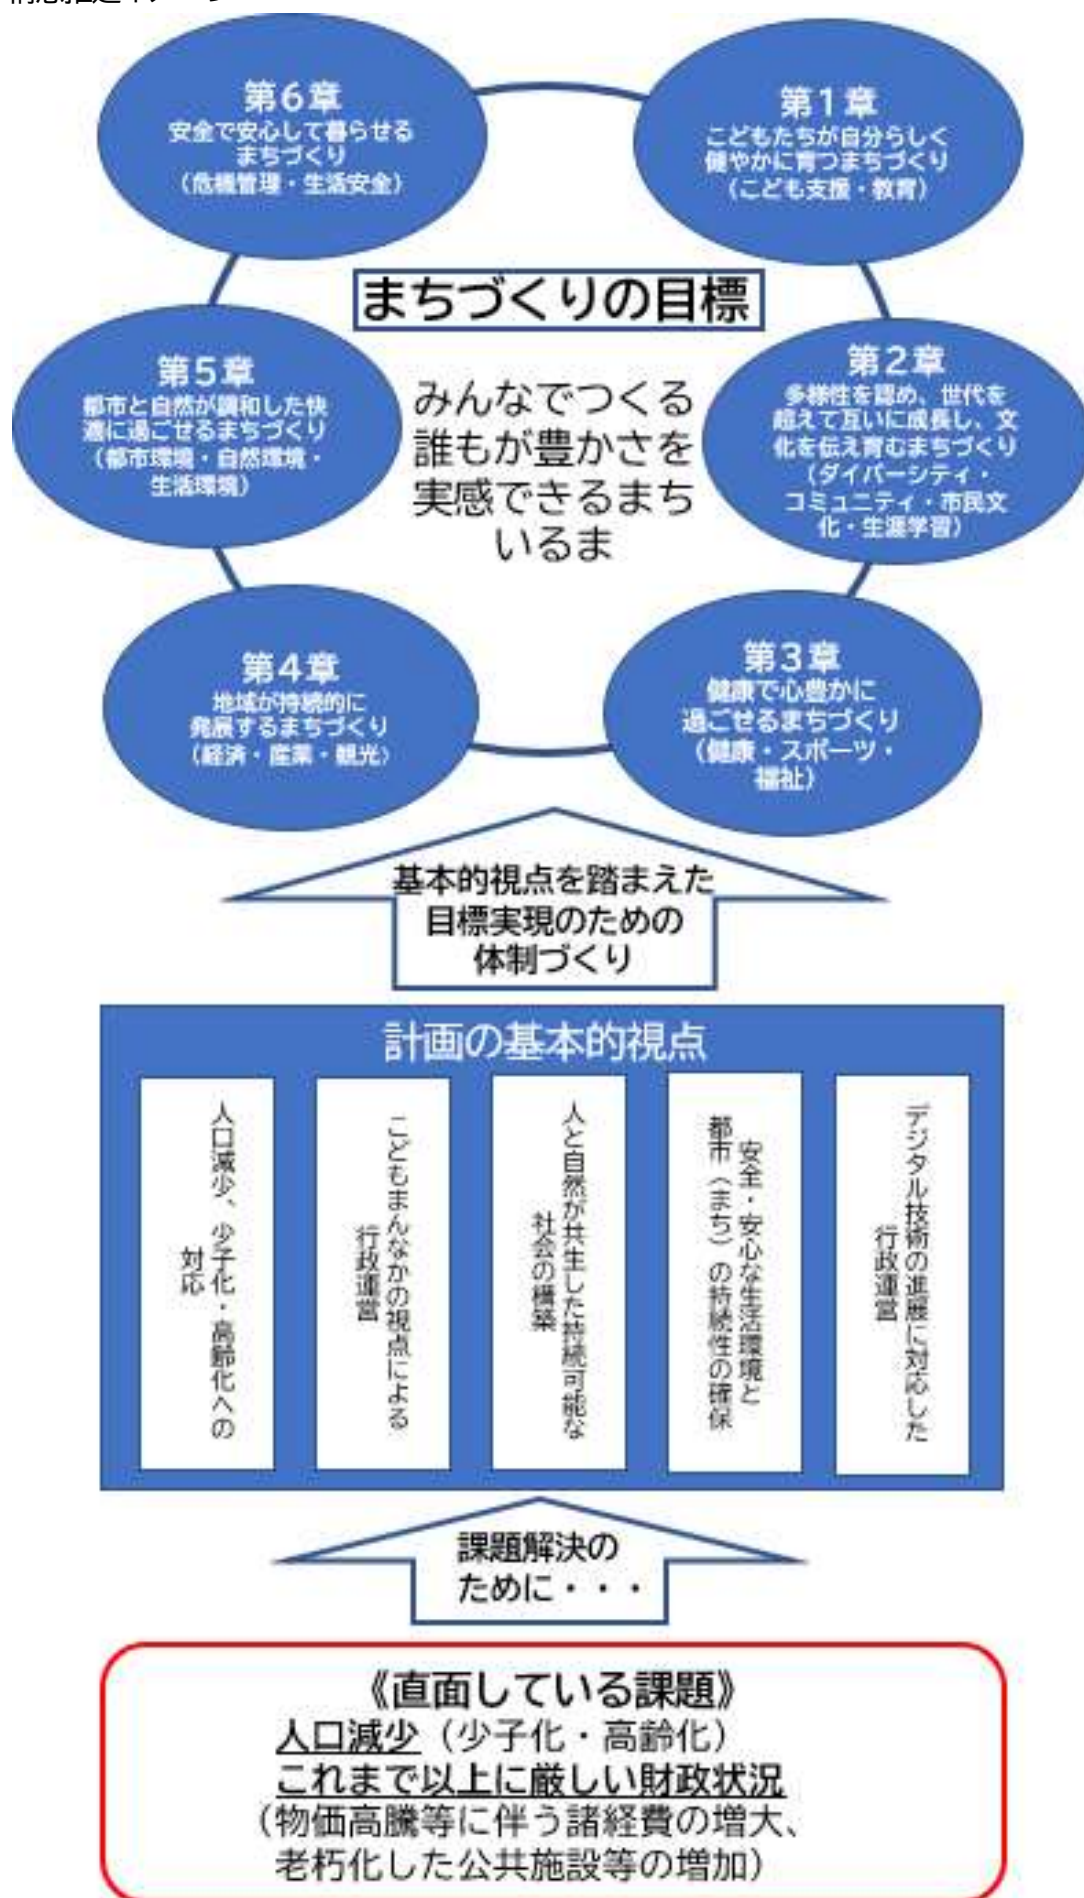 第6章
安全で安心して暮らせる
まちづくり
（危機管理・生活安全）
第1章
こどもたちが自分らしく
健やかに育つまちづくり
（こども支援・教育）
まちづくりの目標
みんなでつくる
誰もが豊かさを
実感できるまち
いるま
第2章
多様性を認め、世代を
超えて互いに成長し、文
化を伝え育むまちづくり
（ダイバーシティ・
コミュニティ・市民文
化・生涯学習）
第3章
健康で心豊かに
過ごせるまちづくり
（健康・スポーツ・
福祉）
第4章
地域が持続的に
発展するまちづくり
（経済・産業・観光）
第5章
都市と自然が調和した快
適に過ごせるまちづくり
（都市環境・自然環境・
生活環境）
基本的視点を踏まえた
目標実現のための
体制づくり
計画の基本的視点
人口減少、少子化・高齢化への
対応
こどもまんなかの視点による
行政運営
人と自然が共生した持続可能な
社会の構築
安全・安心な生活環境と
都市（まち）の持続性の確保
デジタル技術の進展に対応した
行政運営
課題解決の
ために・・・
《直面している課題》
人口減少（少子化・高齢化）
これまで以上に厳しい財政状況
（物価高騰等に伴う諸経費の増大、
老朽化した公共施設等の増加）